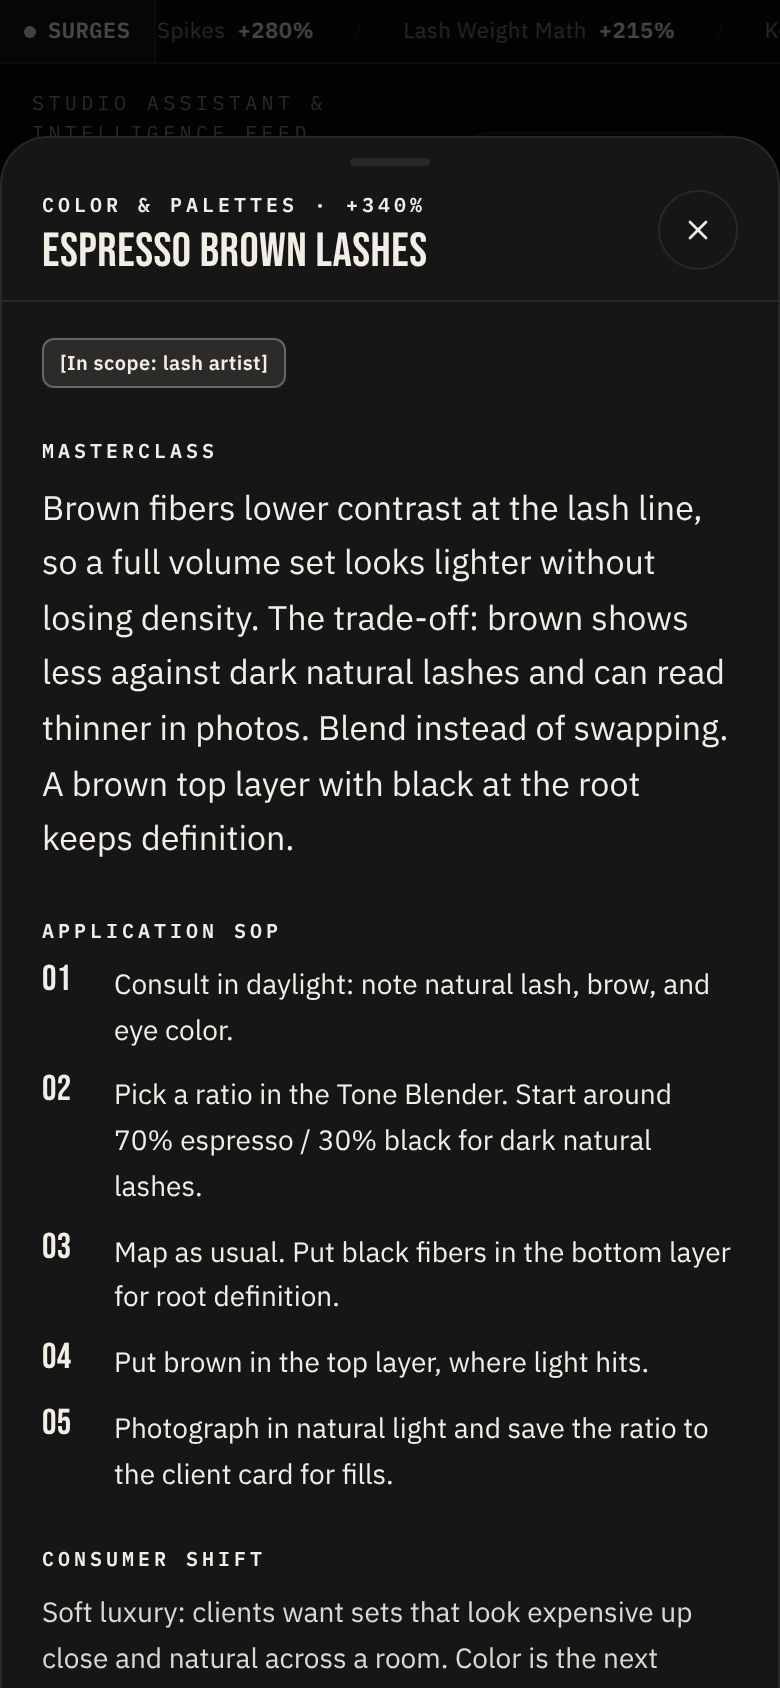 SURGES Spikes +280% / Lash Weight Math +215% /
STUDIO ASSISTANT &
INTELLIGENCE FEED
COLOR & PALETTES · +340%
ESPRESSO BROWN LASHES
[In scope: lash artist]
MASTERCLASS
Brown fibers lower contrast at the lash line,
so a full volume set looks lighter without
losing density. The trade-off: brown shows
less against dark natural lashes and can read
thinner in photos. Blend instead of swapping.
A brown top layer with black at the root
keeps definition.
APPLICATION SOP
01 Consult in daylight: note natural lash, brow, and
eye color.
02 Pick a ratio in the Tone Blender. Start around
70% espresso / 30% black for dark natural
lashes.
03 Map as usual. Put black fibers in the bottom layer
for root definition.
04 Put brown in the top layer, where light hits.
05 Photograph in natural light and save the ratio to
the client card for fills.
CONSUMER SHIFT
Soft luxury: clients want sets that look expensive up
close and natural across a room. Color is the next